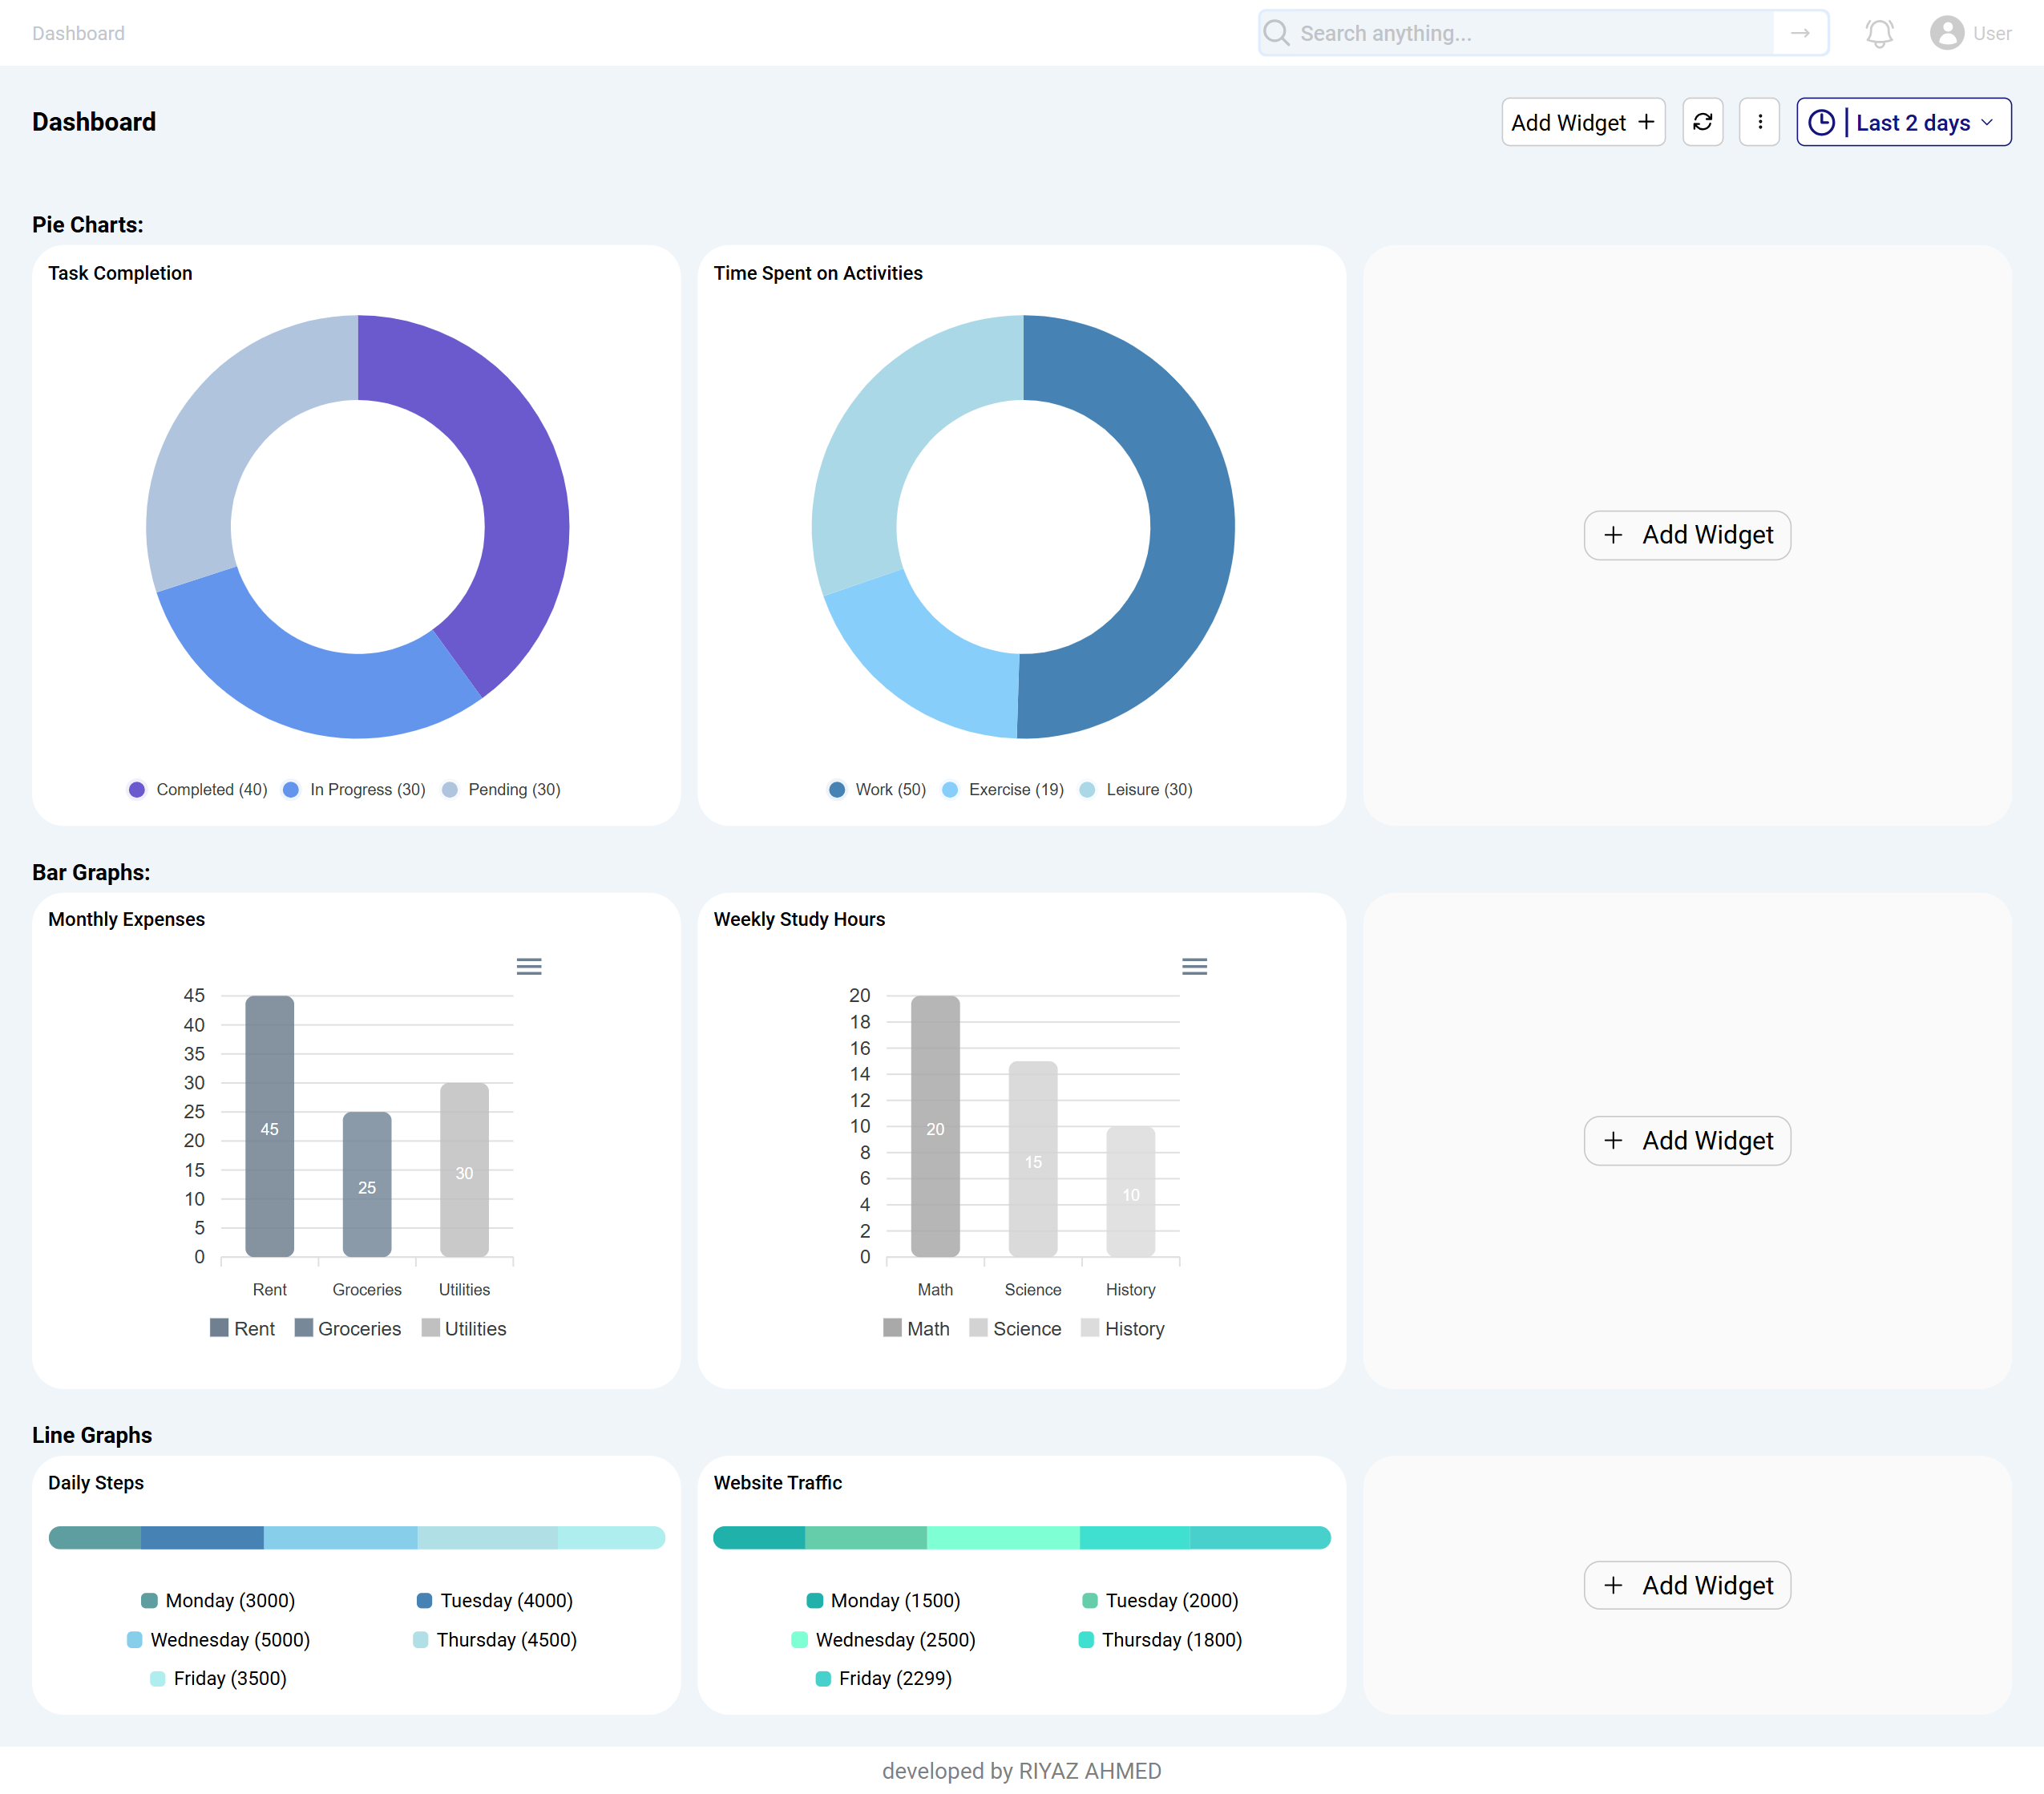 Dashboard
Search anything...
User
Dashboard
Add Widget
Last 2 days
Pie Charts:
Task Completion
Completed (40) In Progress (30) Pending (30)
Time Spent on Activities
Work (50) Exercise (19) Leisure (30)
Add Widget
Bar Graphs:
Monthly Expenses
45
40
35
30
25
20
15
10
5
0
45
25
30
Rent Groceries Utilities
Rent Groceries Utilities
Weekly Study Hours
20
18
16
14
12
10
8
6
4
2
0
20
15
10
Math Science History
Math Science History
Add Widget
Line Graphs
Daily Steps
Monday (3000) Tuesday (4000)
Wednesday (5000) Thursday (4500)
Friday (3500)
Website Traffic
Monday (1500) Tuesday (2000)
Wednesday (2500) Thursday (1800)
Friday (2299)
Add Widget
developed by RIYAZ AHMED